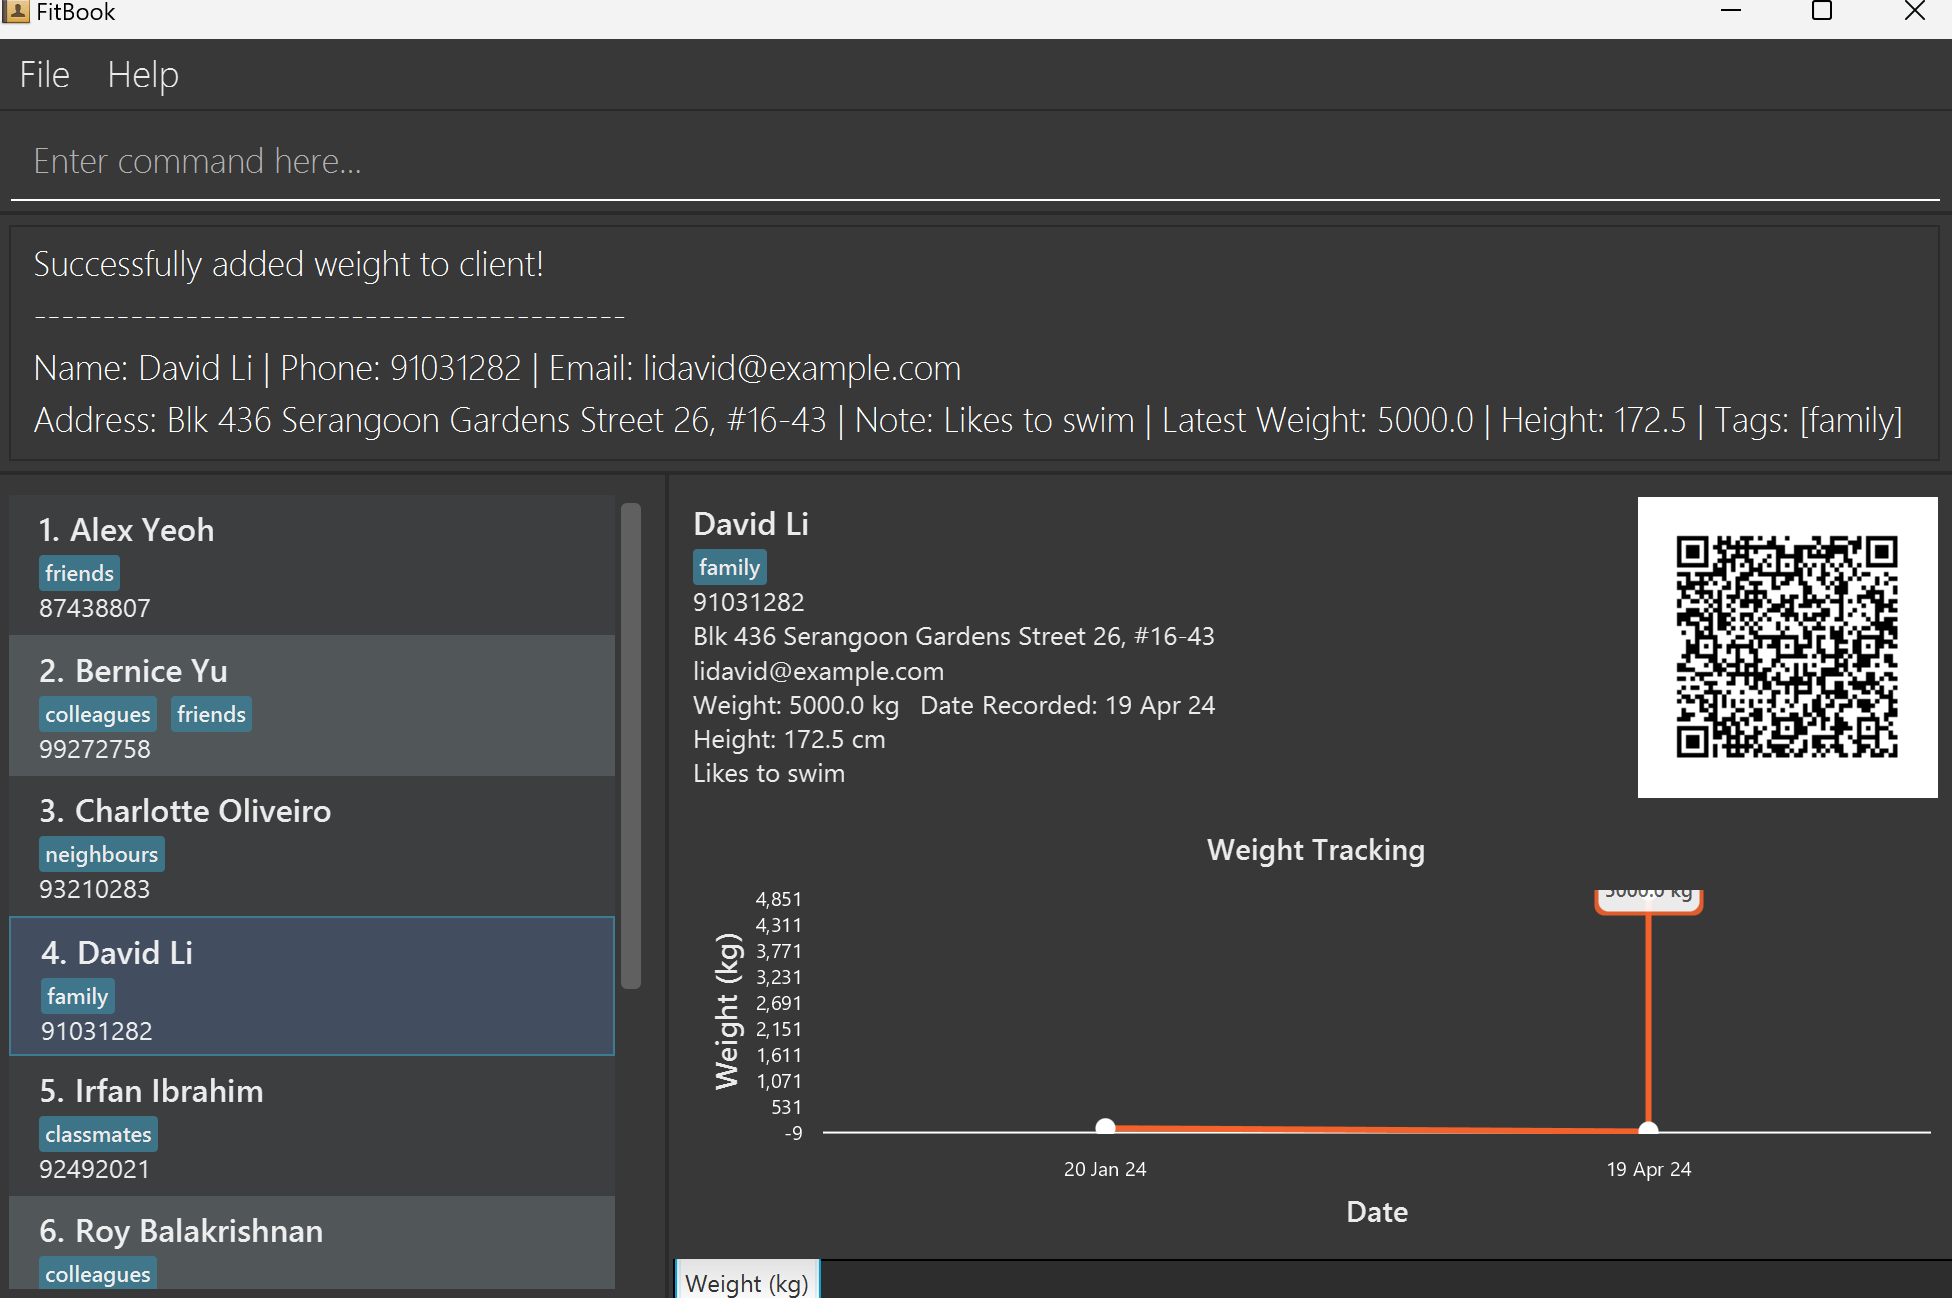 FitBook
File Help
Enter command here...
Successfully added weight to client!
-------------------------------------------
Name: David Li | Phone: 91031282 | Email: lidavid@example.com
Address: Blk 436 Serangoon Gardens Street 26, #16-43 | Note: Likes to swim | Latest Weight: 5000.0 | Height: 172.5 | Tags: [family]
1. Alex Yeoh
friends
87438807
2. Bernice Yu
colleagues friends
99272758
3. Charlotte Oliveiro
neighbours
93210283
4. David Li
family
91031282
5. Irfan Ibrahim
classmates
92492021
6. Roy Balakrishnan
colleagues
David Li
family
91031282
Blk 436 Serangoon Gardens Street 26, #16-43
lidavid@example.com
Weight: 5000.0 kg Date Recorded: 19 Apr 24
Height: 172.5 cm
Likes to swim
Weight Tracking
5000.0 kg
4,851
4,311
3,771
3,231
2,691
2,151
1,611
1,071
531
-9
Weight (kg)
20 Jan 24 19 Apr 24
Date
Weight (kg)